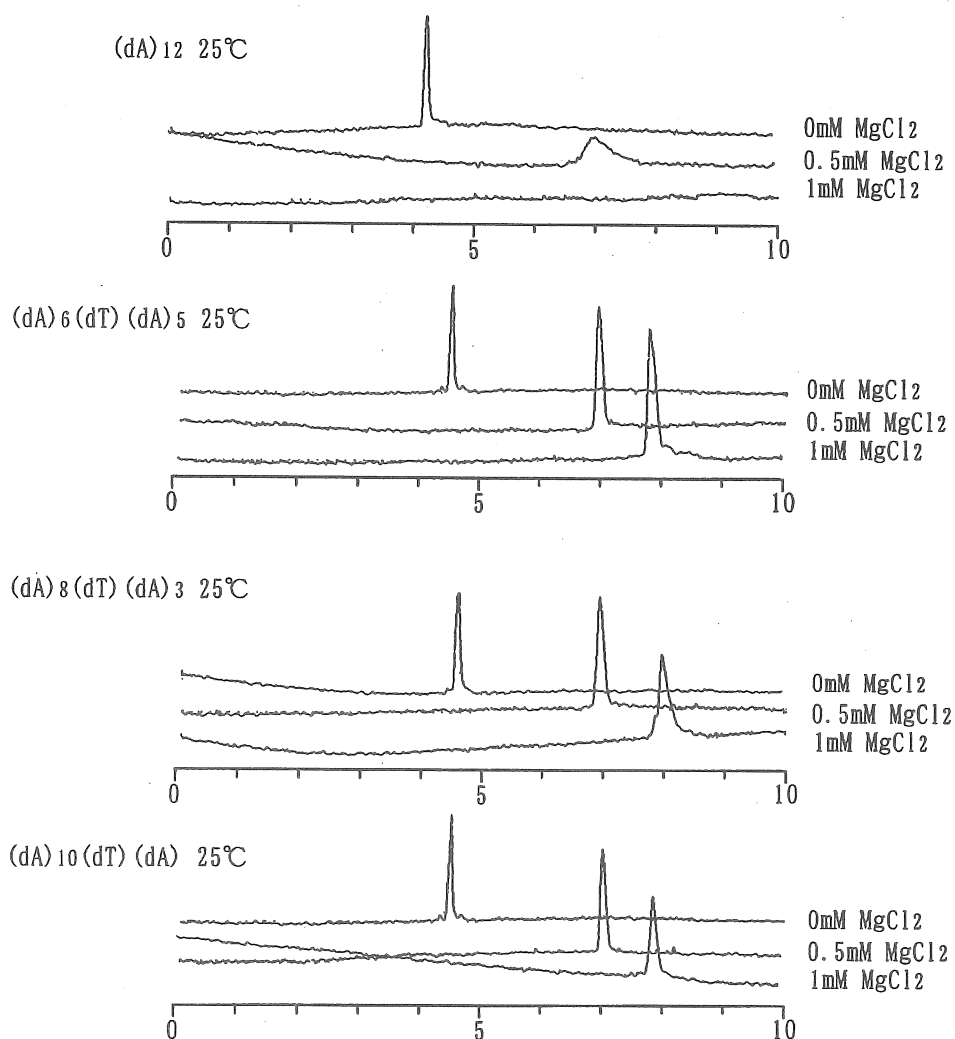 (dA)12 25℃
0mM MgCl2
0.5mM MgCl2
1mM MgCl2
0 5 10
(dA)6(dT)(dA)5 25℃
0mM MgCl2
0.5mM MgCl2
1mM MgCl2
0 5 10
(dA)8(dT)(dA)3 25℃
0mM MgCl2
0.5mM MgCl2
1mM MgCl2
0 5 10
(dA)10(dT)(dA) 25℃
0mM MgCl2
0.5mM MgCl2
1mM MgCl2
0 5 10